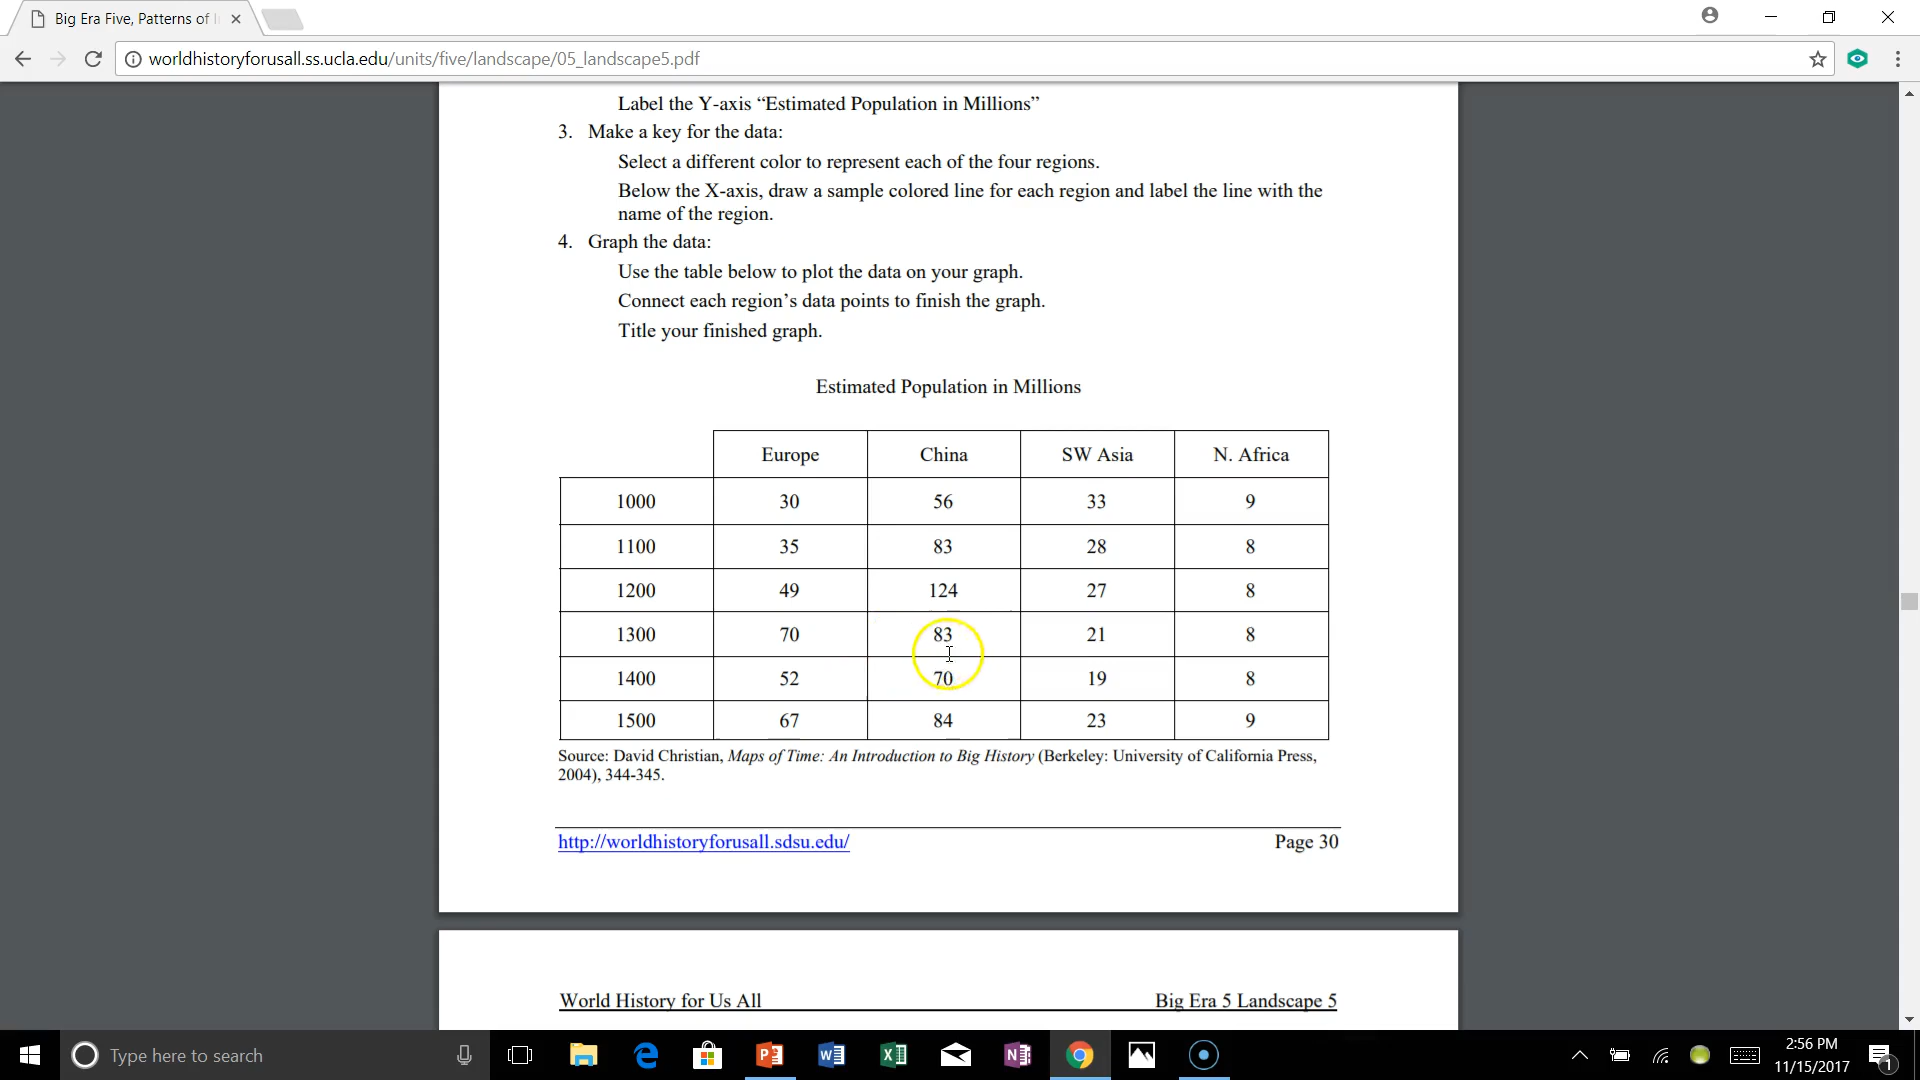 Big Era Five, Patterns of I
worldhistoryforusall.ss.ucla.edu/units/five/landscape/05_landscape5.pdf
Label the Y-axis “Estimated Population in Millions”
3. Make a key for the data:
Select a different color to represent each of the four regions.
Below the X-axis, draw a sample colored line for each region and label the line with the
name of the region.
4. Graph the data:
Use the table below to plot the data on your graph.
Connect each region’s data points to finish the graph.
Title your finished graph.
Estimated Population in Millions
Europe China SW Asia N. Africa
1000 30 56 33 9
1100 35 83 28 8
1200 49 124 27 8
1300 70 83 21 8
1400 52 70 19 8
1500 67 84 23 9
Source: David Christian, Maps of Time: An Introduction to Big History (Berkeley: University of California Press,
2004), 344-345.
http://worldhistoryforusall.sdsu.edu/ Page 30
World History for Us All Big Era 5 Landscape 5
Type here to search
2:56 PM
11/15/2017
1